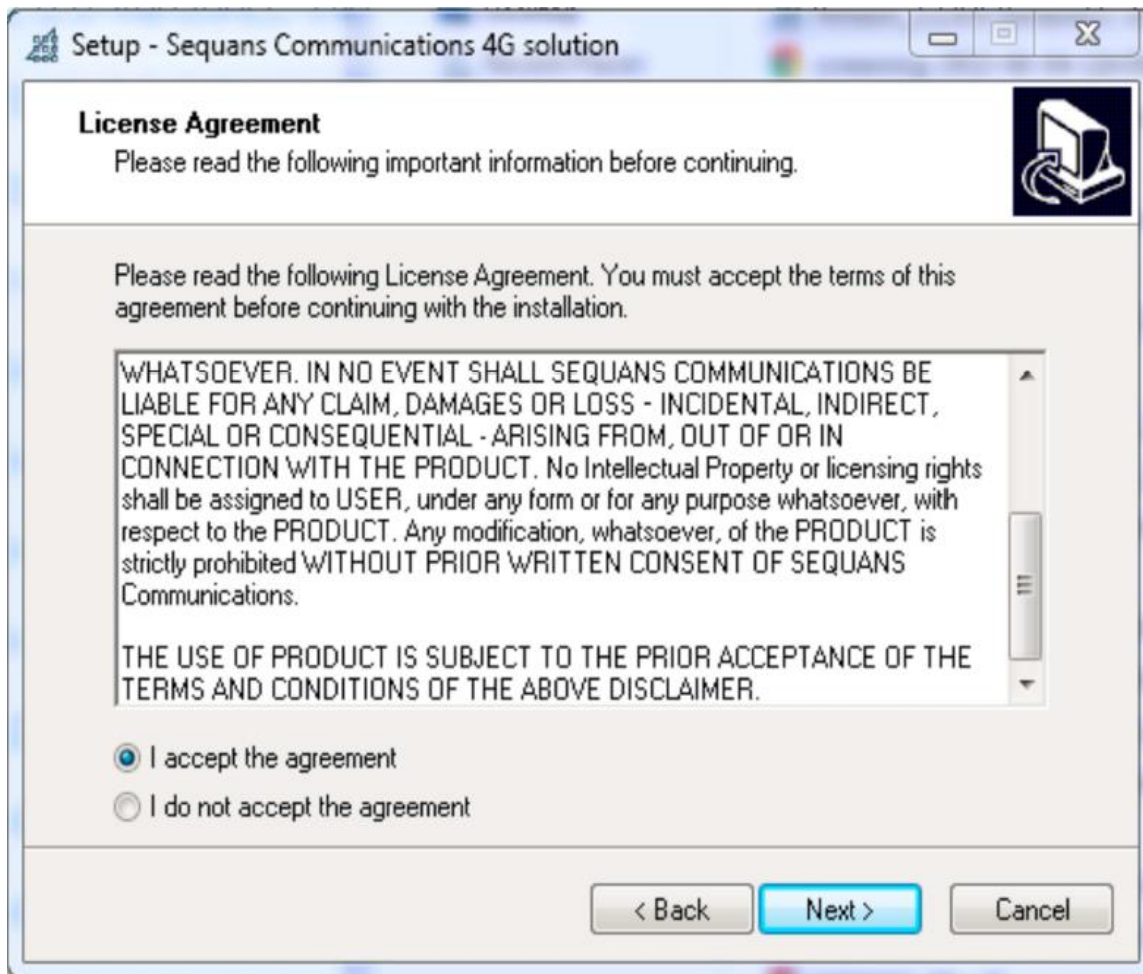 Setup - Sequans Communications 4G solution
License Agreement
Please read the following important information before continuing.
Please read the following License Agreement. You must accept the terms of this
agreement before continuing with the installation.
WHATSOEVER. IN NO EVENT SHALL SEQUANS COMMUNICATIONS BE
LIABLE FOR ANY CLAIM, DAMAGES OR LOSS - INCIDENTAL, INDIRECT,
SPECIAL OR CONSEQUENTIAL - ARISING FROM, OUT OF OR IN
CONNECTION WITH THE PRODUCT. No Intellectual Property or licensing rights
shall be assigned to USER, under any form or for any purpose whatsoever, with
respect to the PRODUCT. Any modification, whatsoever, of the PRODUCT is
strictly prohibited WITHOUT PRIOR WRITTEN CONSENT OF SEQUANS
Communications.
THE USE OF PRODUCT IS SUBJECT TO THE PRIOR ACCEPTANCE OF THE
TERMS AND CONDITIONS OF THE ABOVE DISCLAIMER.
I accept the agreement
I do not accept the agreement
< Back Next > Cancel